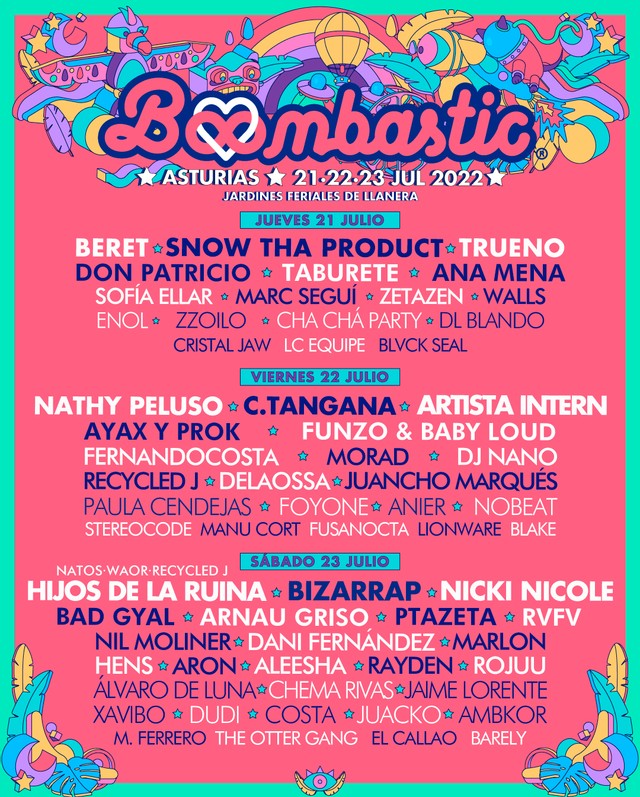 Boombastic®
★ ASTURIAS ★ 21·22·23 JUL 2022 ★
JARDINES FERIALES DE LLANERA
JUEVES 21 JULIO
BERET ☆ SNOW THA PRODUCT ☆ TRUENO
DON PATRICIO ☆ TABURETE ☆ ANA MENA
SOFÍA ELLAR ☆ MARC SEGUÍ ☆ ZETAZEN ☆ WALLS
ENOL ☆ ZZOILO ☆ CHA CHÁ PARTY ☆ DL BLANDO
CRISTAL JAW LC EQUIPE BLVCK SEAL
VIERNES 22 JULIO
NATHY PELUSO ☆ C.TANGANA ☆ ARTISTA INTERN
AYAX Y PROK ☆ FUNZO & BABY LOUD
FERNANDOCOSTA ☆ MORAD ☆ DJ NANO
RECYCLED J ☆ DELAOSSA ☆ JUANCHO MARQUÉS
PAULA CENDEJAS ☆ FOYONE ☆ ANIER ☆ NOBEAT
STEREOCODE MANU CORT FUSANOCTA LIONWARE BLAKE
SÁBADO 23 JULIO
NATOS·WAOR·RECYCLED J
HIJOS DE LA RUINA ☆ BIZARRAP ☆ NICKI NICOLE
BAD GYAL ☆ ARNAU GRISO ☆ PTAZETA ☆ RVFV
NIL MOLINER ☆ DANI FERNÁNDEZ ☆ MARLON
HENS ☆ ARON ☆ ALEESHA ☆ RAYDEN ☆ ROJUU
ÁLVARO DE LUNA ☆ CHEMA RIVAS ☆ JAIME LORENTE
XAVIBO ☆ DUDI ☆ COSTA ☆ JUACKO ☆ AMBKOR
M. FERRERO THE OTTER GANG EL CALLAO BARELY